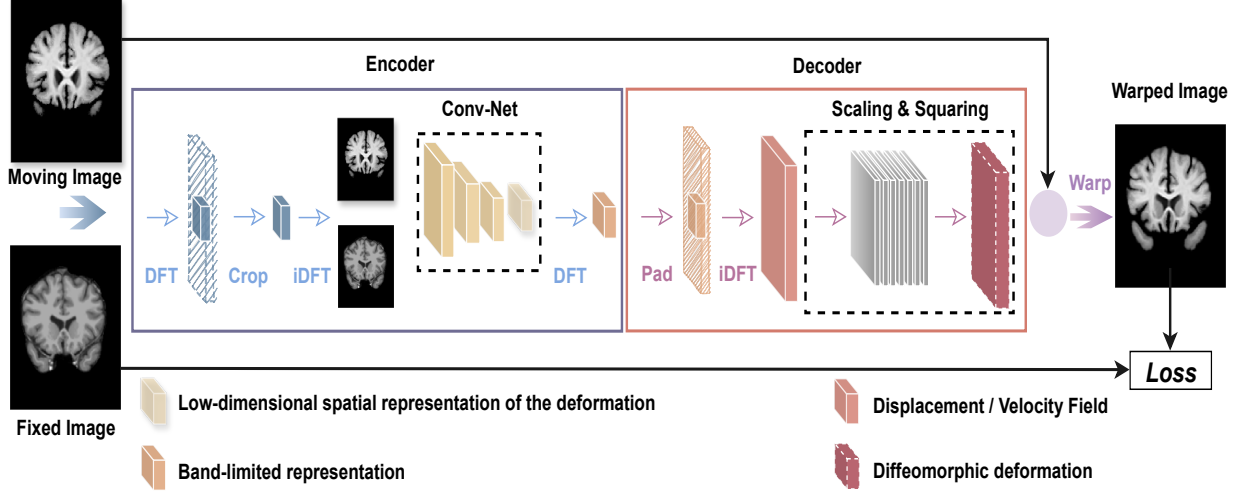 Encoder
Decoder
Conv-Net
Scaling & Squaring
Warped Image
Moving Image
Warp
DFT
Crop
iDFT
DFT
Pad
iDFT
Loss
Fixed Image
Low-dimensional spatial representation of the deformation
Displacement / Velocity Field
Band-limited representation
Diffeomorphic deformation